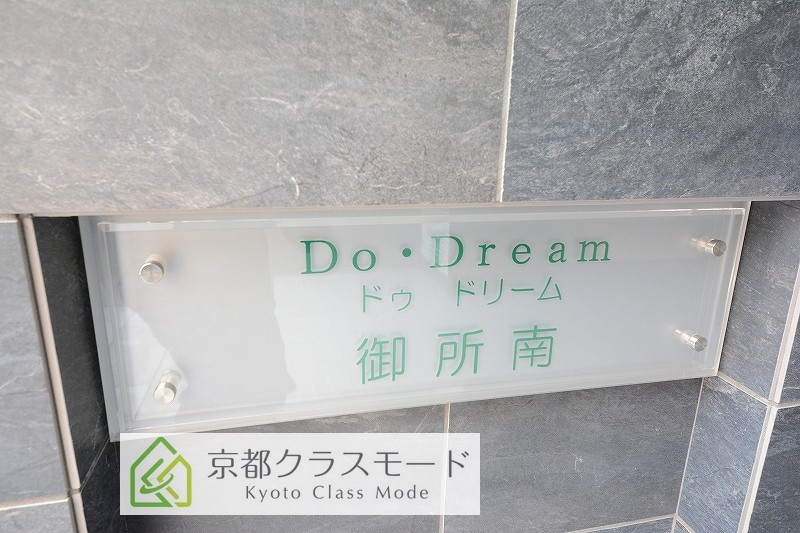 Do・Dream
ドゥ ドリーム
御所南
京都クラスモード
Kyoto Class Mode